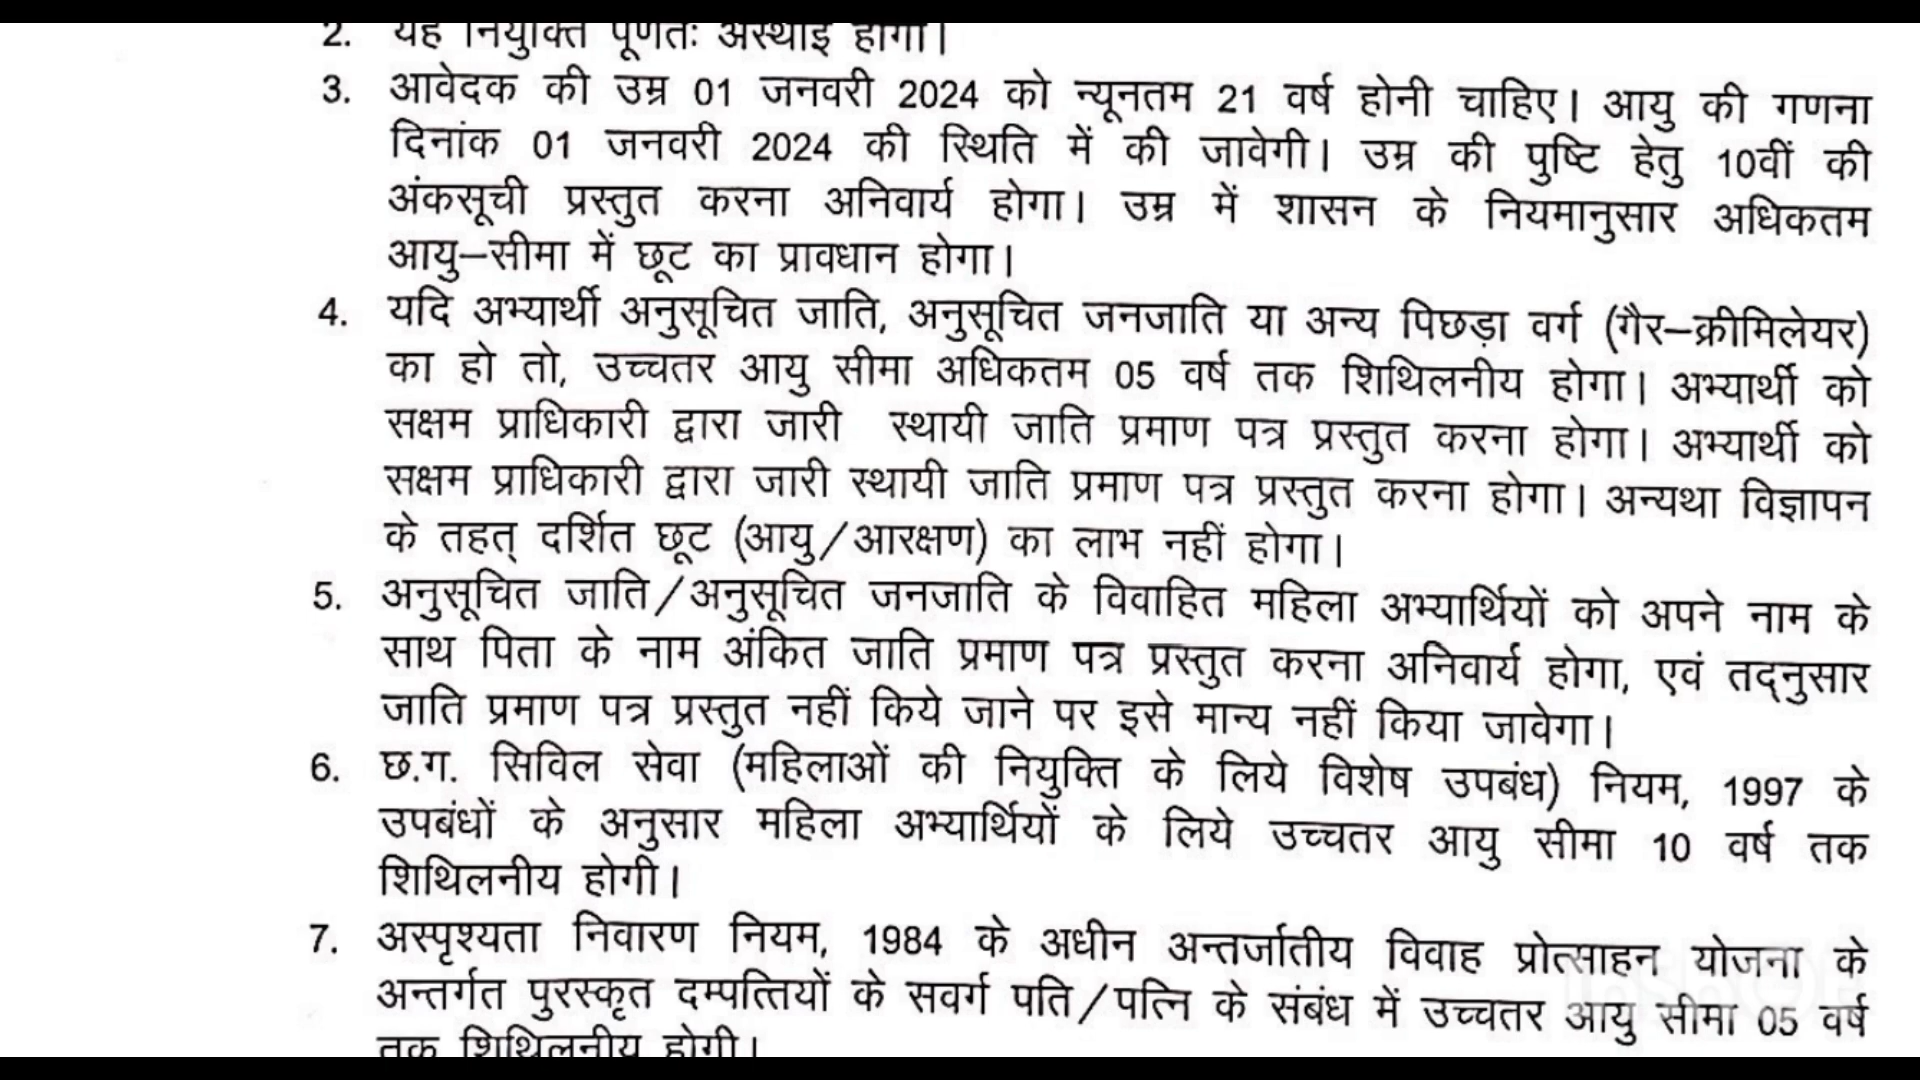 2. यह नियुक्ति पूर्णतः अस्थाई होगी।
3. आवेदक की उम्र 01 जनवरी 2024 को न्यूनतम 21 वर्ष होनी चाहिए। आयु की गणना
दिनांक 01 जनवरी 2024 की स्थिति में की जावेगी। उम्र की पुष्टि हेतु 10वीं की
अंकसूची प्रस्तुत करना अनिवार्य होगा। उम्र में शासन के नियमानुसार अधिकतम
आयु–सीमा में छूट का प्रावधान होगा।
4. यदि अभ्यार्थी अनुसूचित जाति, अनुसूचित जनजाति या अन्य पिछड़ा वर्ग (गैर–क्रीमिलेयर)
का हो तो, उच्चतर आयु सीमा अधिकतम 05 वर्ष तक शिथिलनीय होगा। अभ्यार्थी को
सक्षम प्राधिकारी द्वारा जारी स्थायी जाति प्रमाण पत्र प्रस्तुत करना होगा। अभ्यार्थी को
सक्षम प्राधिकारी द्वारा जारी स्थायी जाति प्रमाण पत्र प्रस्तुत करना होगा। अन्यथा विज्ञापन
के तहत् दर्शित छूट (आयु/आरक्षण) का लाभ नहीं होगा।
5. अनुसूचित जाति/अनुसूचित जनजाति के विवाहित महिला अभ्यार्थियों को अपने नाम के
साथ पिता के नाम अंकित जाति प्रमाण पत्र प्रस्तुत करना अनिवार्य होगा, एवं तद्नुसार
जाति प्रमाण पत्र प्रस्तुत नहीं किये जाने पर इसे मान्य नहीं किया जावेगा।
6. छ.ग. सिविल सेवा (महिलाओं की नियुक्ति के लिये विशेष उपबंध) नियम, 1997 के
उपबंधों के अनुसार महिला अभ्यार्थियों के लिये उच्चतर आयु सीमा 10 वर्ष तक
शिथिलनीय होगी।
7. अस्पृश्यता निवारण नियम, 1984 के अधीन अन्तर्जातीय विवाह प्रोत्साहन योजना के
अन्तर्गत पुरस्कृत दम्पत्तियों के सवर्ग पति/पत्नि के संबंध में उच्चतर आयु सीमा 05 वर्ष
तक शिथिलनीय होगी।